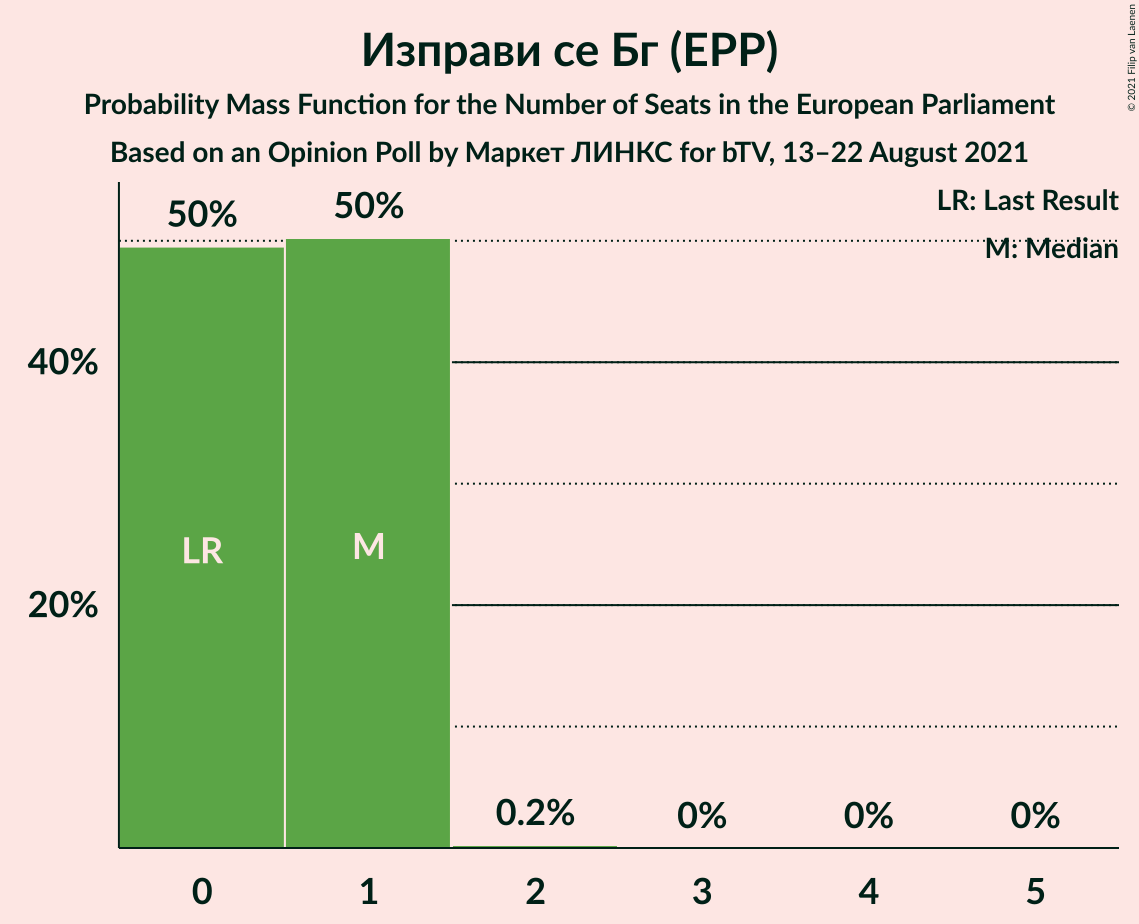 Изправи се Бг (EPP)
Probability Mass Function for the Number of Seats in the European Parliament
Based on an Opinion Poll by Маркет ЛИНКС for bTV, 13–22 August 2021
© 2021 Filip van Laenen
LR: Last Result
M: Median
50%
50%
40%
20%
LR
M
0.2%
0%
0%
0%
0
1
2
3
4
5